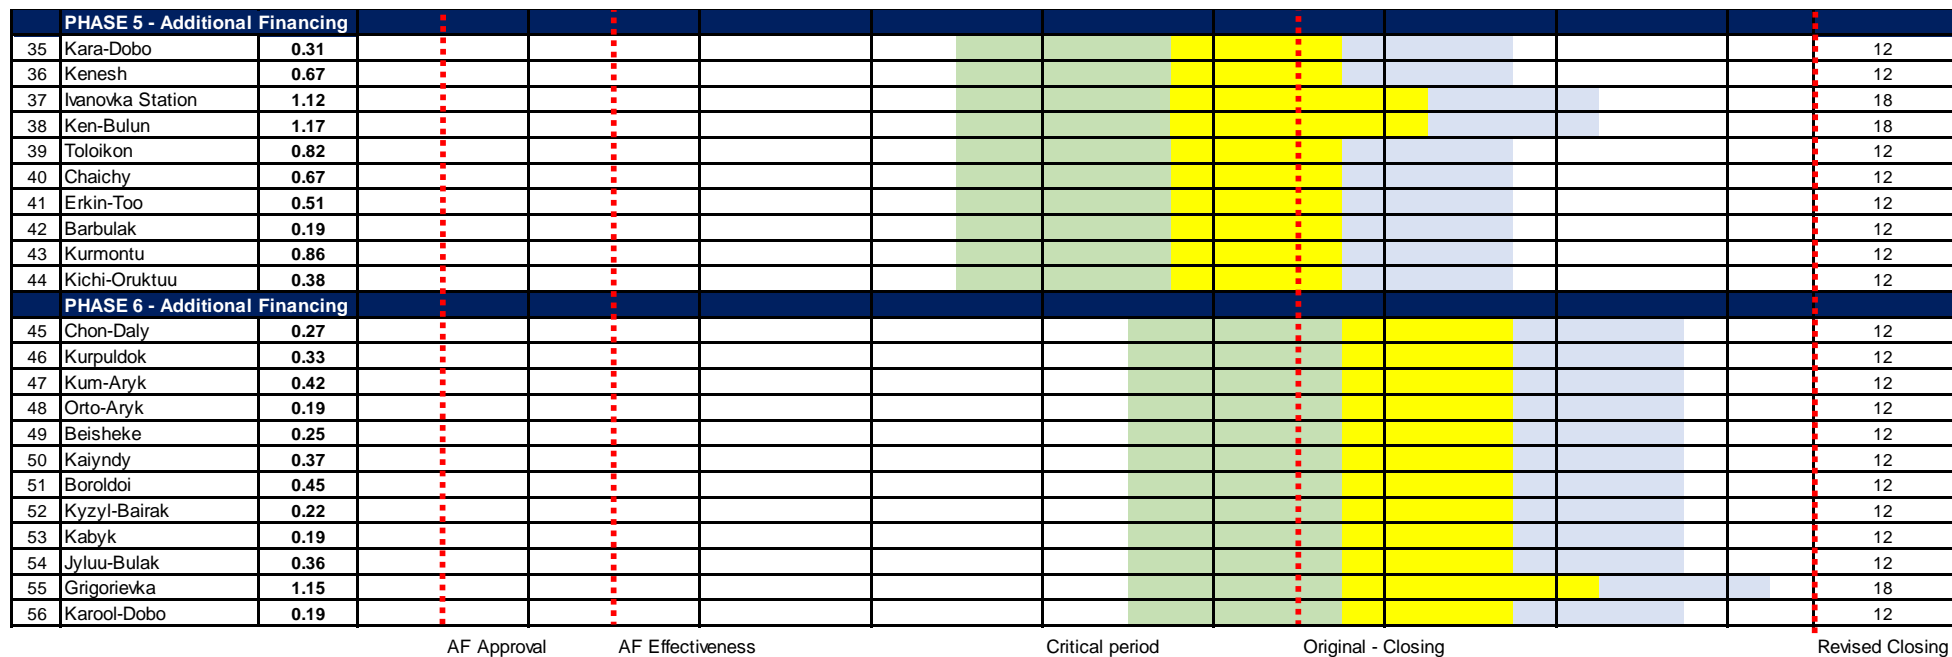 PHASE 5 - Additional Financing
35 Kara-Dobo 0.31 12
36 Kenesh 0.67 12
37 Ivanovka Station 1.12 18
38 Ken-Bulun 1.17 18
39 Toloikon 0.82 12
40 Chaichy 0.67 12
41 Erkin-Too 0.51 12
42 Barbulak 0.19 12
43 Kurmontu 0.86 12
44 Kichi-Oruktuu 0.38 12
PHASE 6 - Additional Financing
45 Chon-Daly 0.27 12
46 Kurpuldok 0.33 12
47 Kum-Aryk 0.42 12
48 Orto-Aryk 0.19 12
49 Beisheke 0.25 12
50 Kaiyndy 0.37 12
51 Boroldoi 0.45 12
52 Kyzyl-Bairak 0.22 12
53 Kabyk 0.19 12
54 Jyluu-Bulak 0.36 12
55 Grigorievka 1.15 18
56 Karool-Dobo 0.19 12
AF Approval AF Effectiveness Critical period Original - Closing Revised Closing